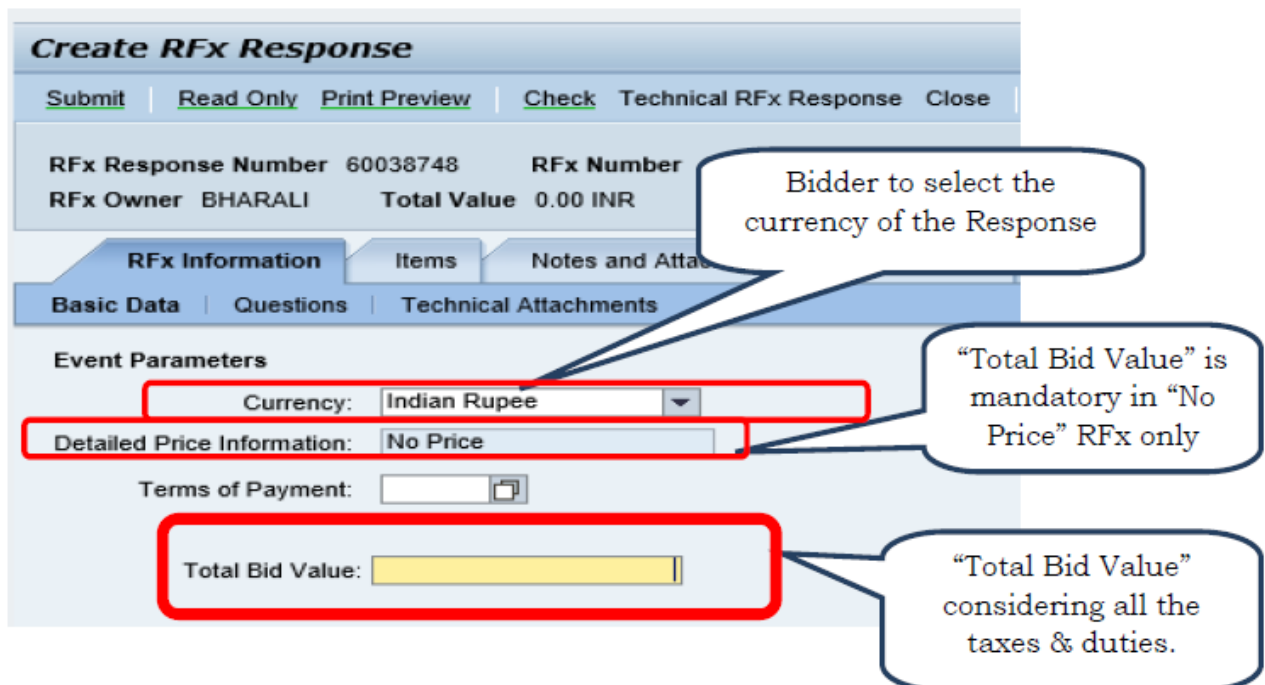 Create RFx Response
Submit Read Only Print Preview Check Technical RFx Response Close
RFx Response Number 60038748 RFx Number
RFx Owner BHARALI Total Value 0.00 INR
Bidder to select the
currency of the Response
RFx Information Items Notes and
Basic Data Questions Technical Attachments
Event Parameters
Currency: Indian Rupee
Detailed Price Information: No Price
Terms of Payment:
Total Bid Value:
“Total Bid Value” is
mandatory in “No
Price” RFx only
“Total Bid Value”
considering all the
taxes & duties.